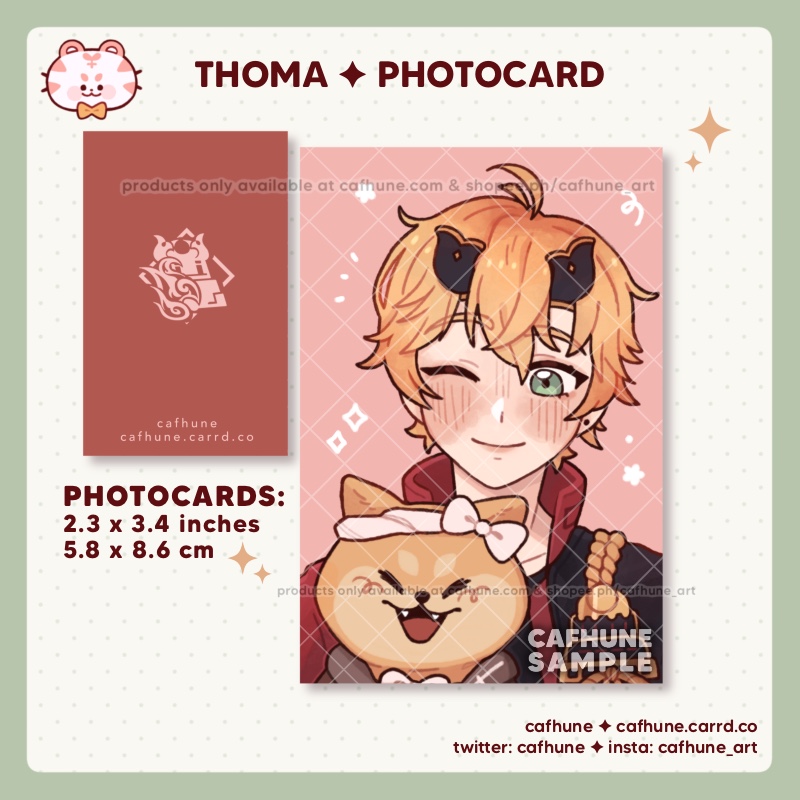 THOMA ✦ PHOTOCARD
products only available at cafhune.com & shopee.ph/cafhune_art
cafhune
cafhune.carrd.co
PHOTOCARDS:
2.3 x 3.4 inches
5.8 x 8.6 cm
products only available at cafhune.com & shopee.ph/cafhune_art
CAFHUNE
SAMPLE
cafhune ✦ cafhune.carrd.co
twitter: cafhune ✦ insta: cafhune_art